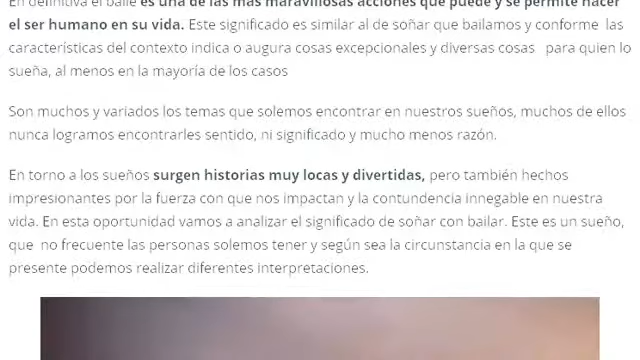 En definitiva el baile es una de las más maravillosas acciones que puede y se permite hacer
el ser humano en su vida. Este significado es similar al de soñar que bailamos y conforme las
características del contexto indica o augura cosas excepcionales y diversas cosas para quien lo
sueña, al menos en la mayoría de los casos
Son muchos y variados los temas que solemos encontrar en nuestros sueños, muchos de ellos
nunca logramos encontrarles sentido, ni significado y mucho menos razón.
En torno a los sueños surgen historias muy locas y divertidas, pero también hechos
impresionantes por la fuerza con que nos impactan y la contundencia innegable en nuestra
vida. En esta oportunidad vamos a analizar el significado de soñar con bailar. Este es un sueño,
que no frecuente las personas solemos tener y según sea la circunstancia en la que se
presente podemos realizar diferentes interpretaciones.